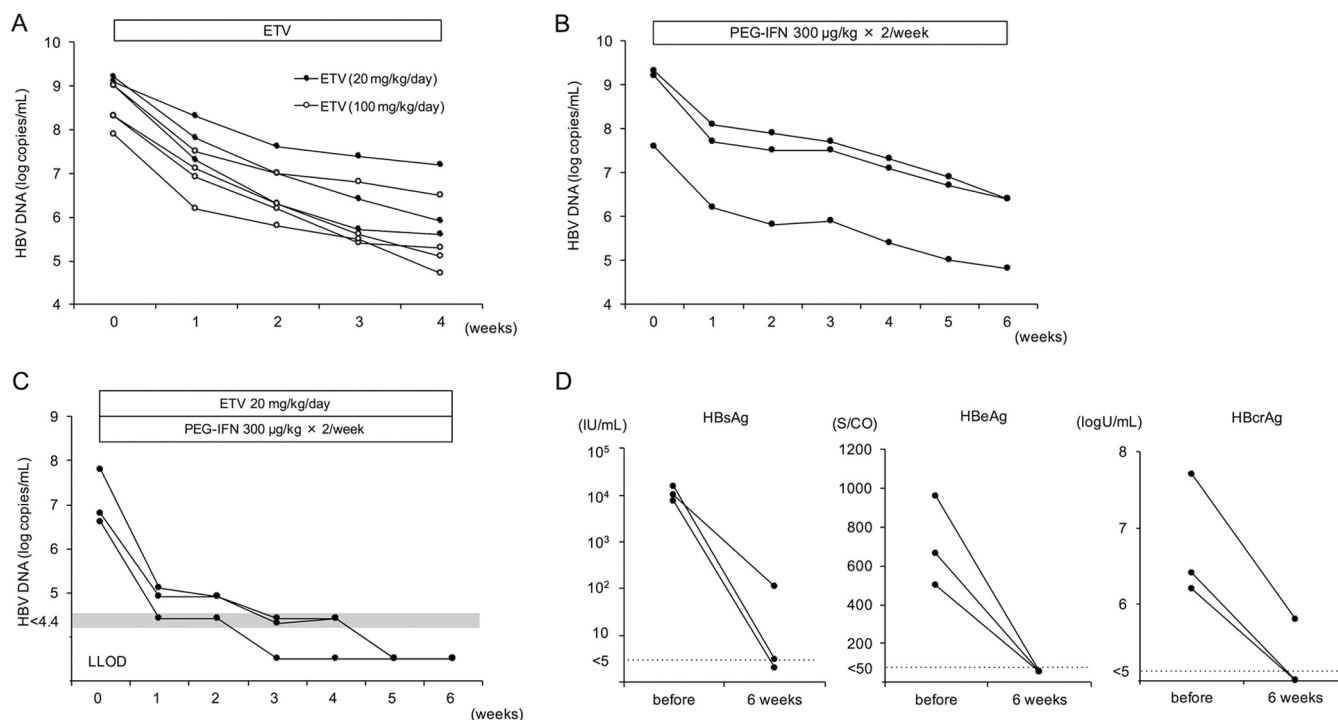 A
ETV
HBV DNA (log copies/mL)
10
9
8
7
6
5
4
ETV (20 mg/kg/day)
ETV (100 mg/kg/day)
0 1 2 3 4
(weeks)
B
PEG-IFN 300 µg/kg × 2/week
HBV DNA (log copies/mL)
10
9
8
7
6
5
4
0 1 2 3 4 5 6
(weeks)
C
ETV 20 mg/kg/day
PEG-IFN 300 µg/kg × 2/week
HBV DNA (log copies/mL)
9
8
7
6
5
<4.4
LLOD
0 1 2 3 4 5 6
(weeks)
D
HBsAg
(IU/mL)
10⁵
10⁴
10³
10²
10
<5
before 6 weeks
HBeAg
(S/CO)
1200
1000
800
600
400
200
<50
before 6 weeks
HBcrAg
(logU/mL)
8
7
6
<5
before 6 weeks